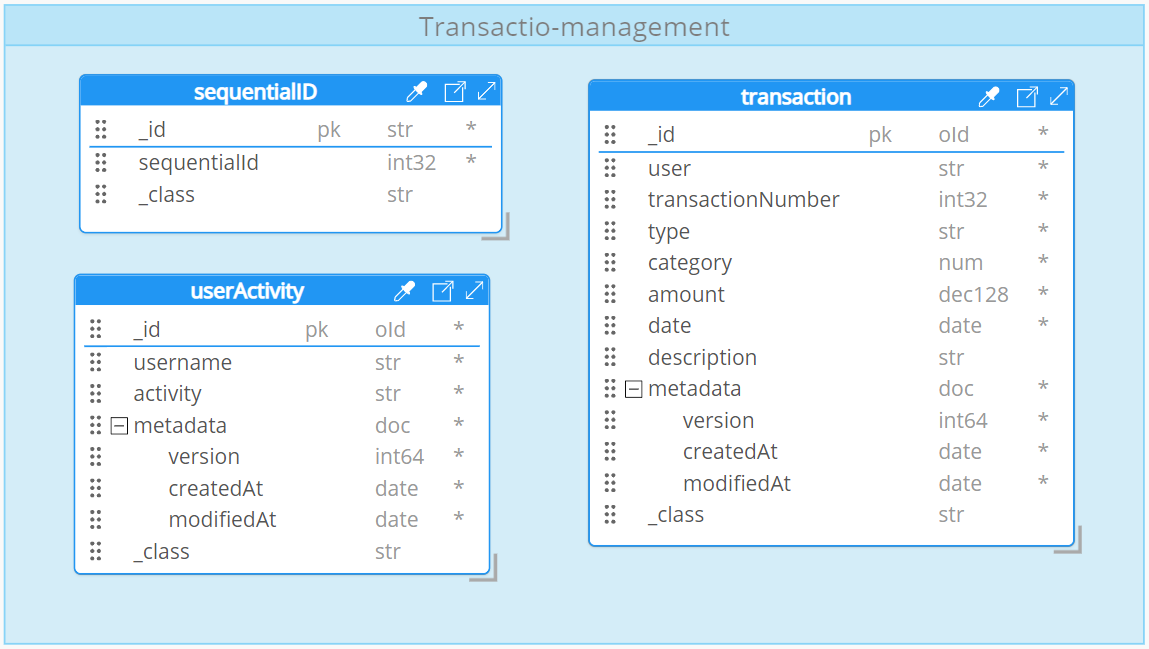 Transactio-management
sequentialID
_id pk str *
sequentialId int32 *
_class str
userActivity
_id pk oId *
username str *
activity str *
metadata doc *
version int64 *
createdAt date *
modifiedAt date *
_class str
transaction
_id pk oId *
user str *
transactionNumber int32 *
type str *
category num *
amount dec128 *
date date *
description str
metadata doc *
version int64 *
createdAt date *
modifiedAt date *
_class str